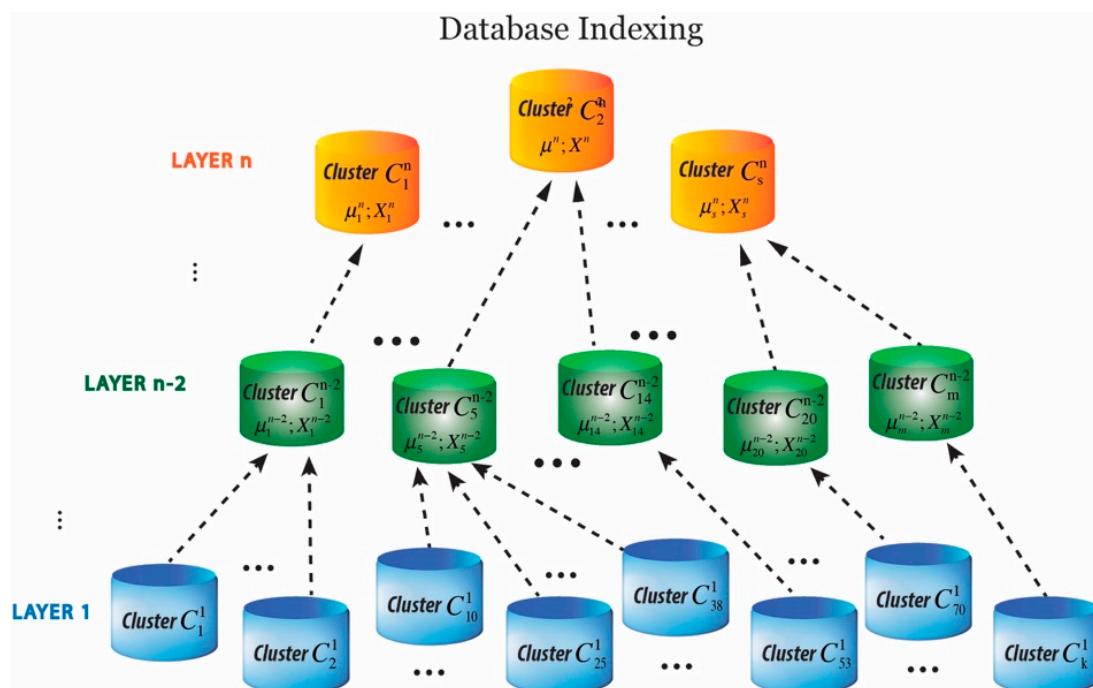 Database Indexing
LAYER n
Cluster C₁ⁿ
μ₁ⁿ; X₁ⁿ
...
Cluster C₂ⁿ
μⁿ; Xⁿ
...
Cluster Cₛⁿ
μₛⁿ; Xₛⁿ
...
LAYER n-2
Cluster C₁ⁿ⁻²
μ₁ⁿ⁻²; X₁ⁿ⁻²
...
Cluster C₅ⁿ⁻²
μ₅ⁿ⁻²; X₅ⁿ⁻²
...
Cluster C₁₄ⁿ⁻²
μ₁₄ⁿ⁻²; X₁₄ⁿ⁻²
...
Cluster C₂₀ⁿ⁻²
μ₂₀ⁿ⁻²; X₂₀ⁿ⁻²
Cluster Cₘⁿ⁻²
μₘⁿ⁻²; Xₘⁿ⁻²
...
LAYER 1
Cluster C₁¹
...
Cluster C₂¹
Cluster C₁₀¹
...
Cluster C₂₅¹
...
Cluster C₃₈¹
...
Cluster C₅₃¹
...
Cluster C₇₀¹
...
Cluster Cₖ¹